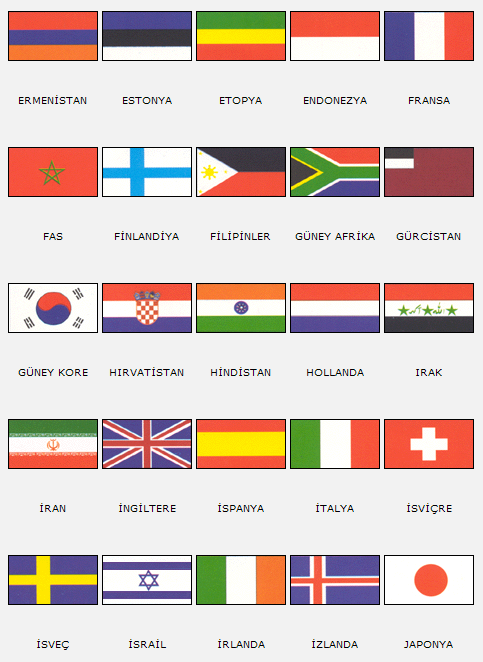 ERMENİSTAN ESTONYA ETOPYA ENDONEZYA FRANSA
FAS FİNLANDİYA FİLİPİNLER GÜNEY AFRİKA GÜRCİSTAN
GÜNEY KORE HIRVATİSTAN HİNDİSTAN HOLLANDA IRAK
İRAN İNGİLTERE İSPANYA İTALYA İSVİÇRE
İSVEÇ İSRAİL İRLANDA İZLANDA JAPONYA